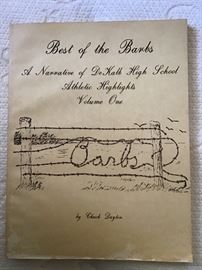 Best of the Barbs
A Narrative of DeKalb High School
Athletic Highlights
Volume One
Barbs
by Chuck Dayton